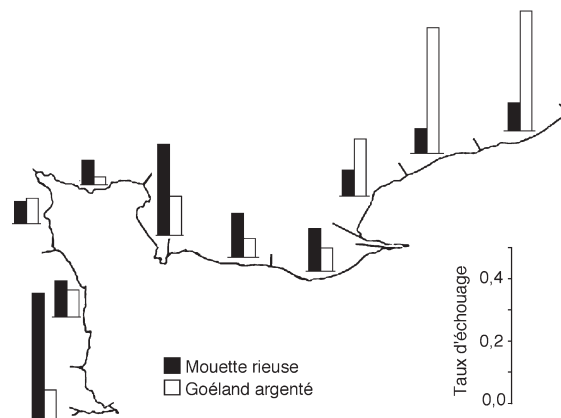 0,4
0,2
0,0
Taux d'échouage
Mouette rieuse
Goéland argenté